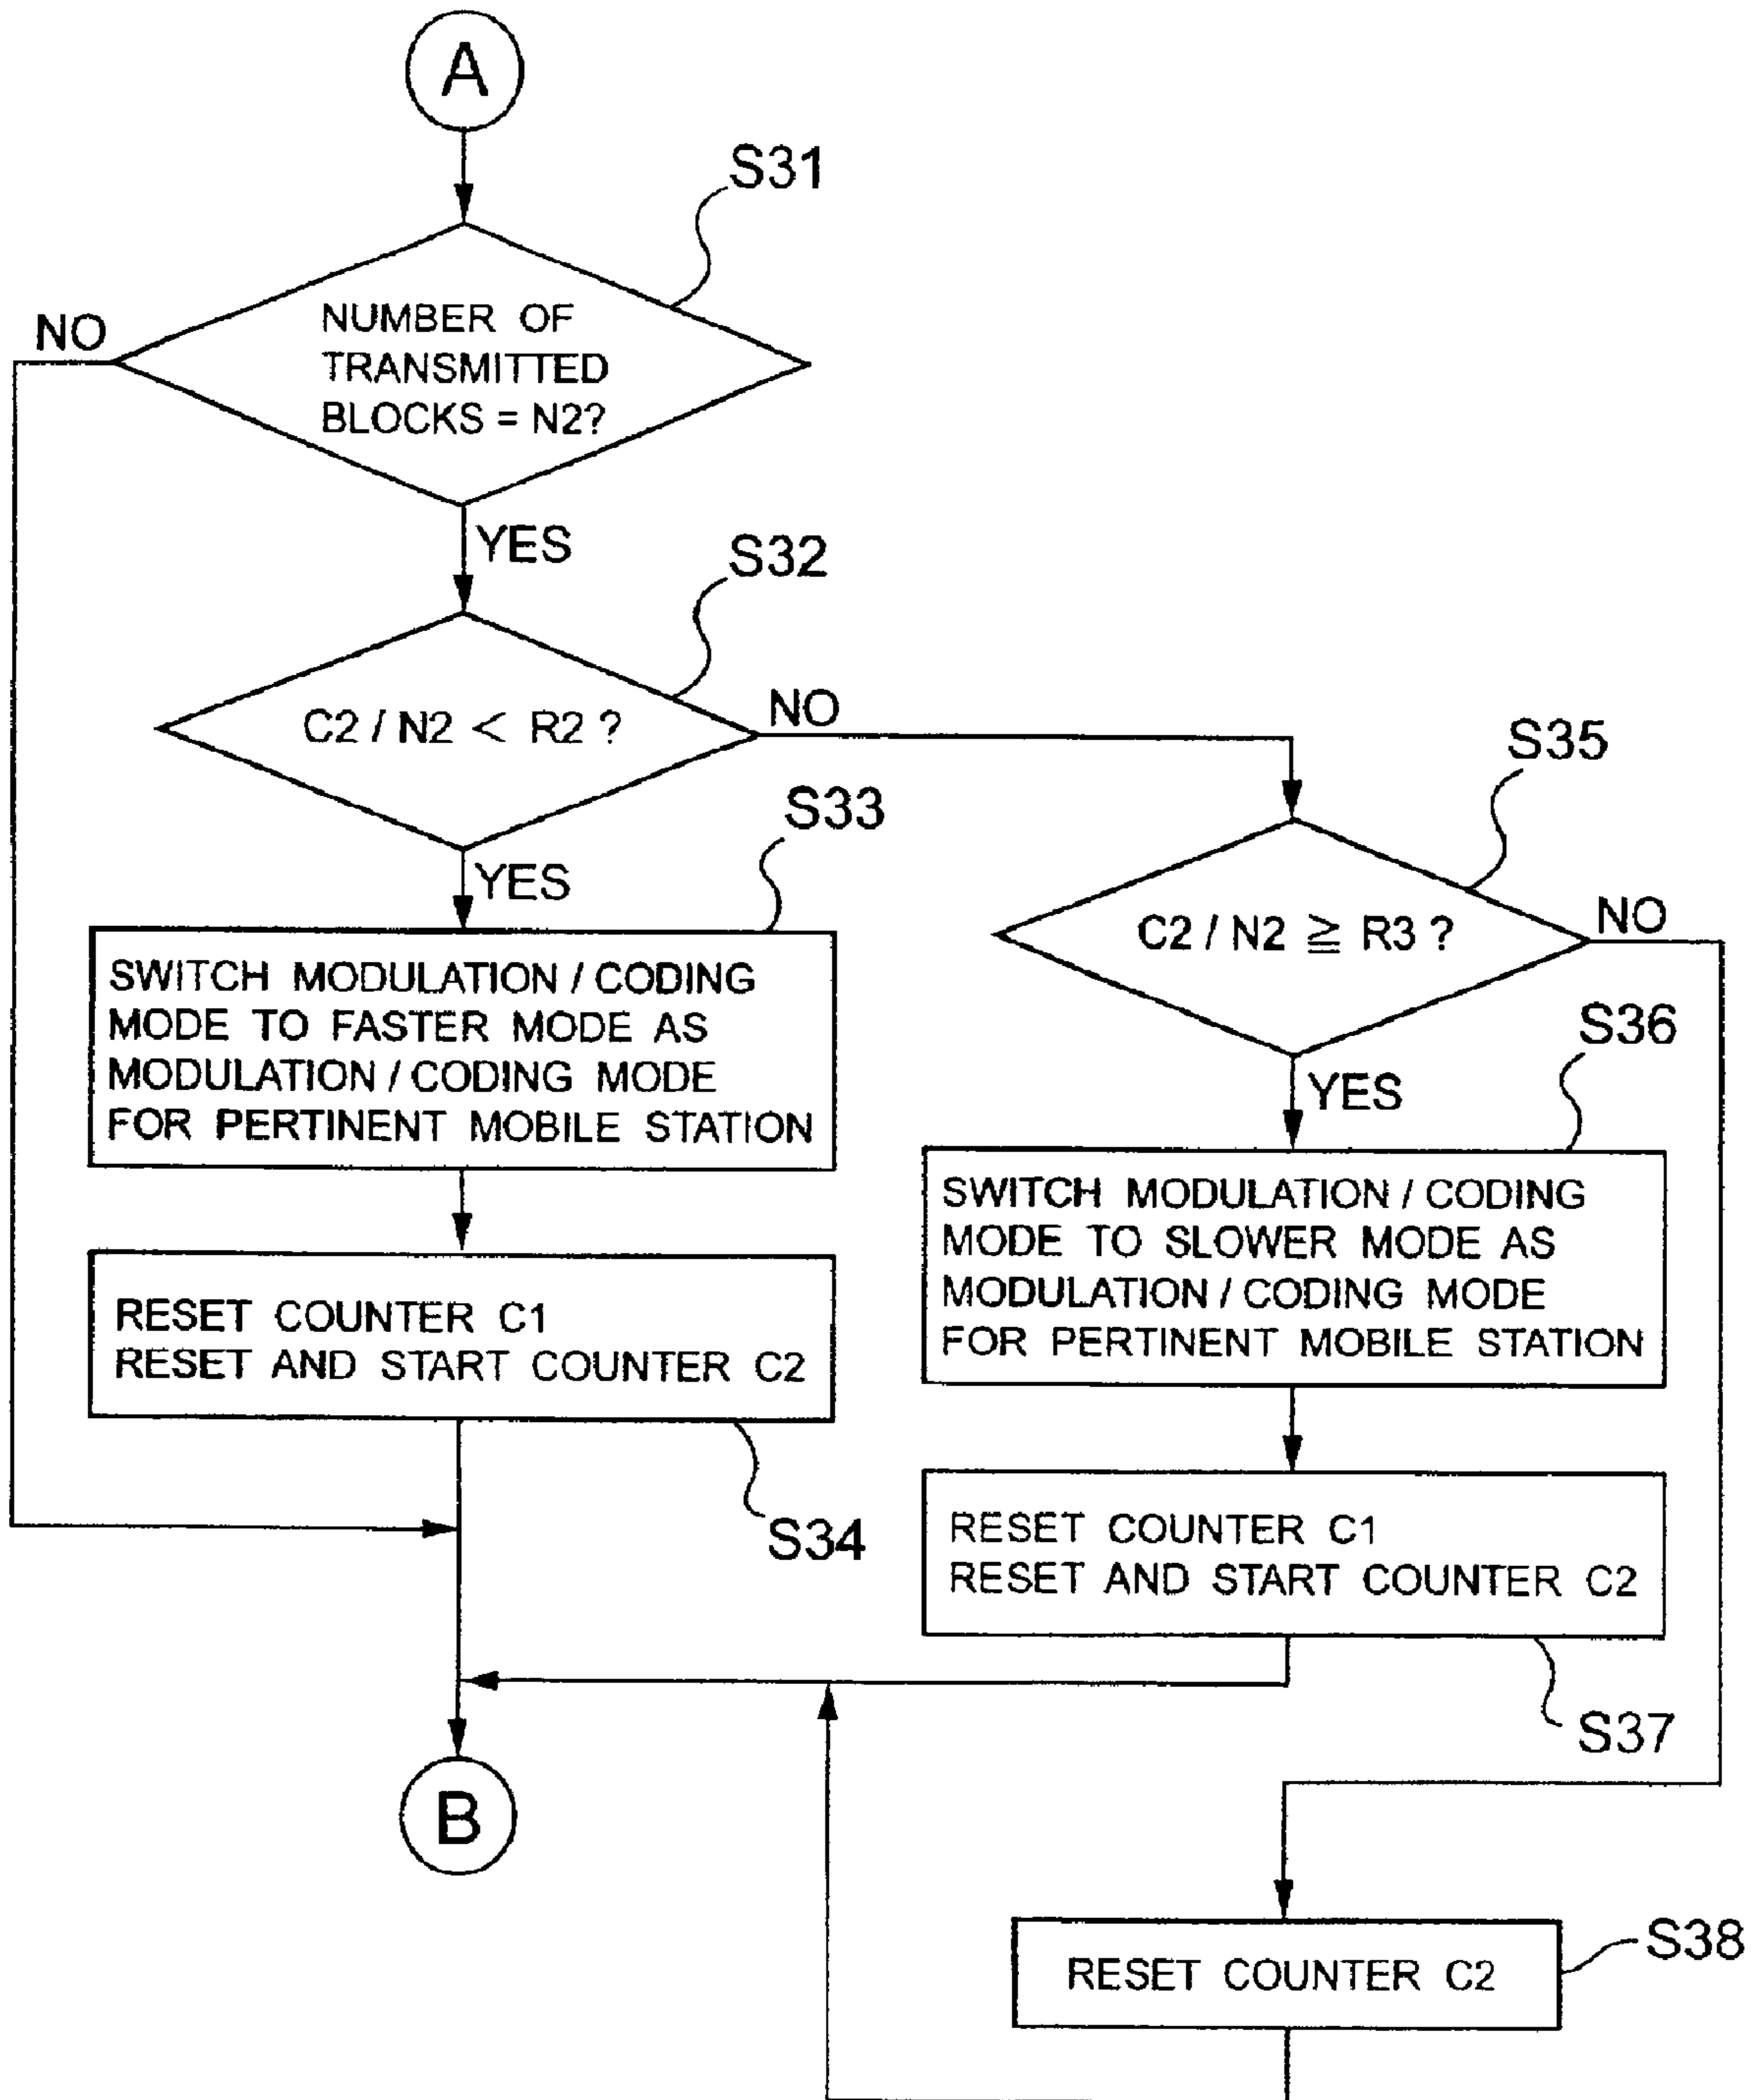 A
S31
NO
NUMBER OF
TRANSMITTED
BLOCKS = N2?
YES
S32
C2 / N2 < R2 ?
NO
S35
S33
YES
C2 / N2 ≧ R3 ?
NO
SWITCH MODULATION / CODING
MODE TO FASTER MODE AS
MODULATION / CODING MODE
FOR PERTINENT MOBILE STATION
S36
YES
SWITCH MODULATION / CODING
MODE TO SLOWER MODE AS
MODULATION / CODING MODE
FOR PERTINENT MOBILE STATION
RESET COUNTER C1
RESET AND START COUNTER C2
S34
RESET COUNTER C1
RESET AND START COUNTER C2
S37
B
S38
RESET COUNTER C2